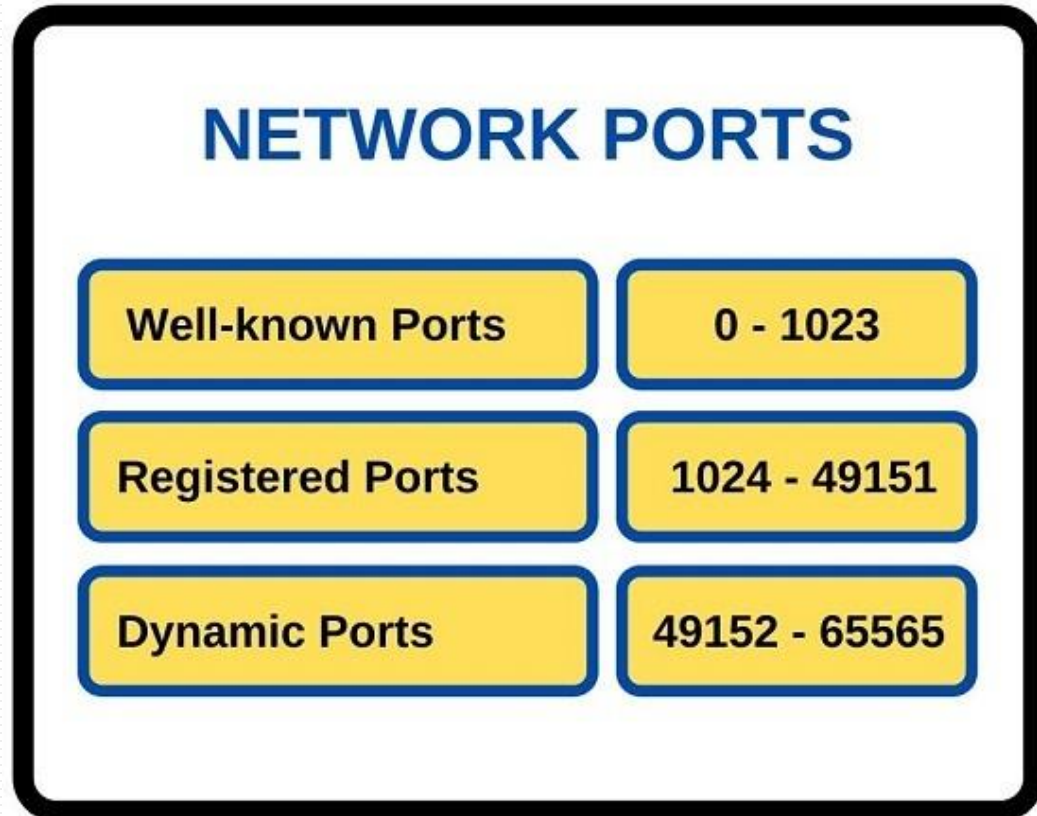 NETWORK PORTS
Well-known Ports 0 - 1023
Registered Ports 1024 - 49151
Dynamic Ports 49152 - 65565